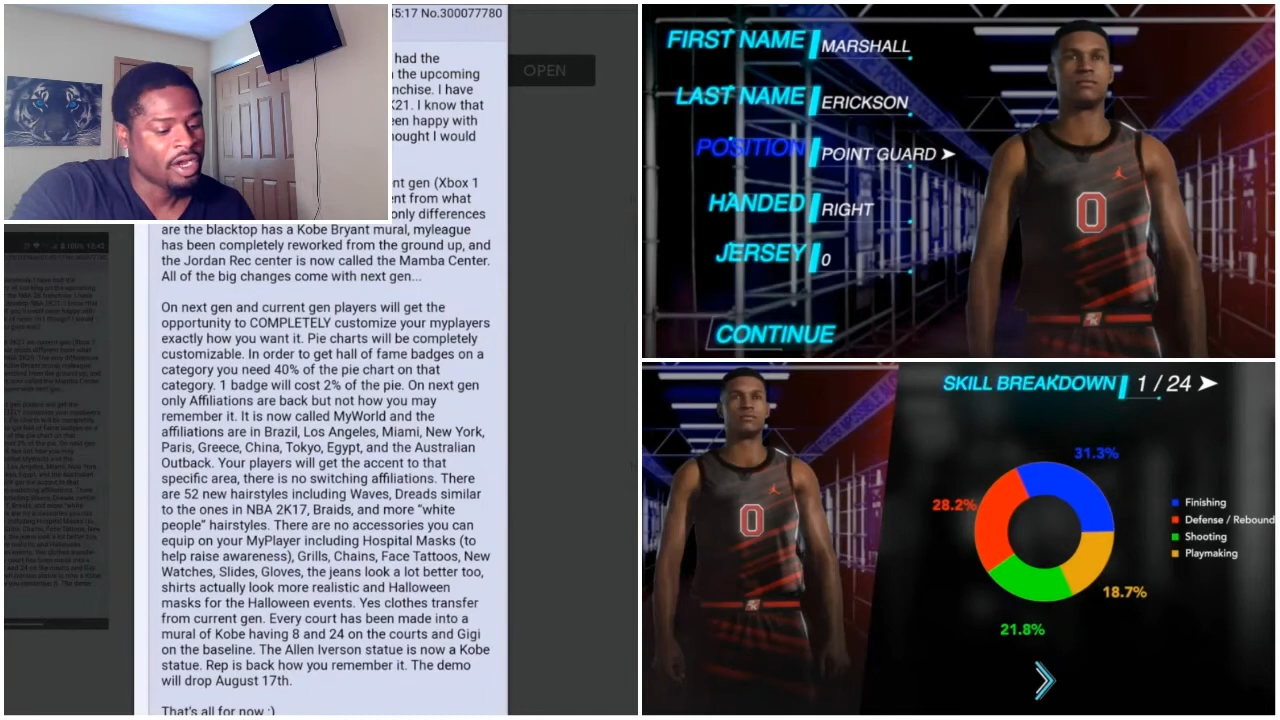 45:17 No.300077780
had the
the upcoming
nchise. I have
K21. I know that
en happy with
hought I would
OPEN
nt gen (Xbox 1
ent from what
only differences
are the blacktop has a Kobe Bryant mural, myleague
has been completely reworked from the ground up, and
the Jordan Rec center is now called the Mamba Center.
All of the big changes come with next gen...
On next gen and current gen players will get the
opportunity to COMPLETELY customize your myplayers
exactly how you want it. Pie charts will be completely
customizable. In order to get hall of fame badges on a
category you need 40% of the pie chart on that
category. 1 badge will cost 2% of the pie. On next gen
only Affiliations are back but not how you may
remember it. It is now called MyWorld and the
affiliations are in Brazil, Los Angeles, Miami, New York,
Paris, Greece, China, Tokyo, Egypt, and the Australian
Outback. Your players will get the accent to that
specific area, there is no switching affiliations. There
are 52 new hairstyles including Waves, Dreads similar
to the ones in NBA 2K17, Braids, and more “white
people” hairstyles. There are no accessories you can
equip on your MyPlayer including Hospital Masks (to
help raise awareness), Grills, Chains, Face Tattoos, New
Watches, Slides, Gloves, the jeans look a lot better too,
shirts actually look more realistic and Halloween
masks for the Halloween events. Yes clothes transfer
from current gen. Every court has been made into a
mural of Kobe having 8 and 24 on the courts and Gigi
on the baseline. The Allen Iverson statue is now a Kobe
statue. Rep is back how you remember it. The demo
will drop August 17th.
That's all for now :)
FIRST NAME MARSHALL
LAST NAME ERICKSON
POSITION POINT GUARD
HANDED RIGHT
JERSEY 0
CONTINUE
0
SKILL BREAKDOWN 1 / 24
31.3%
28.2%
18.7%
21.8%
Finishing
Defense / Rebound
Shooting
Playmaking
0